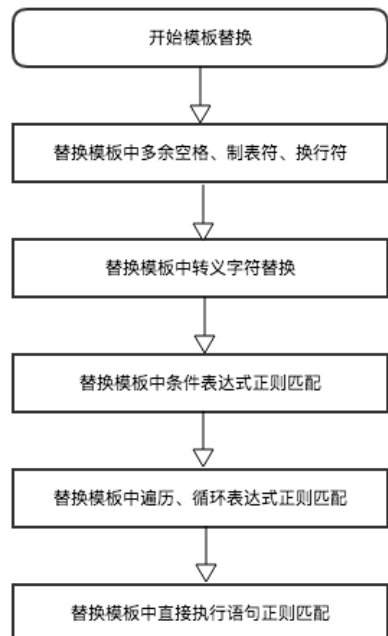 开始模板替换
替换模板中多余空格、制表符、换行符
替换模板中转义字符替换
替换模板中条件表达式正则匹配
替换模板中遍历、循环表达式正则匹配
替换模板中直接执行语句正则匹配